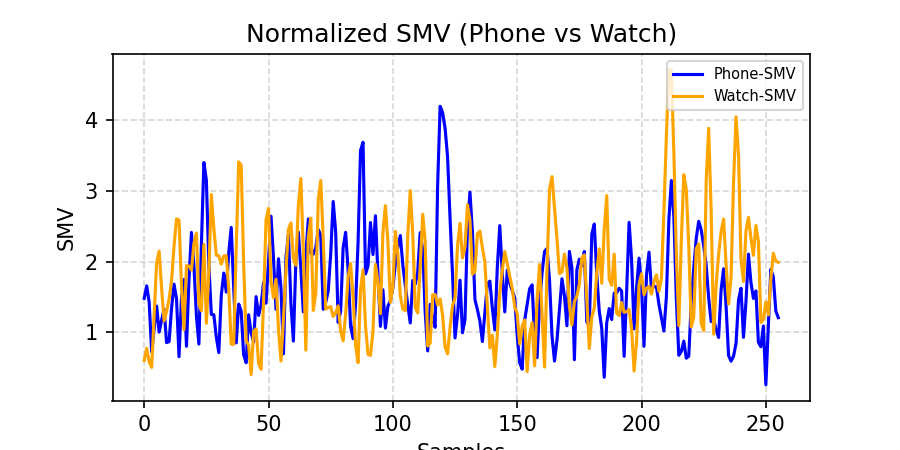 Normalized SMV (Phone vs Watch)
Phone-SMV
Watch-SMV
SMV
4
3
2
1
0 50 100 150 200 250
Samples